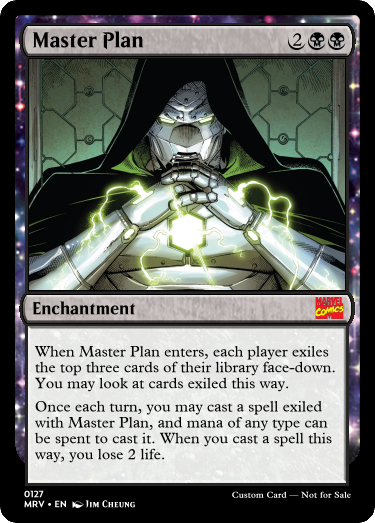 Master Plan 2
Enchantment
MARVEL
COMICS
When Master Plan enters, each player exiles
the top three cards of their library face-down.
You may look at cards exiled this way.
Once each turn, you may cast a spell exiled
with Master Plan, and mana of any type can
be spent to cast it. When you cast a spell this
way, you lose 2 life.
0127
MRV • EN Jim Cheung
Custom Card — Not for Sale